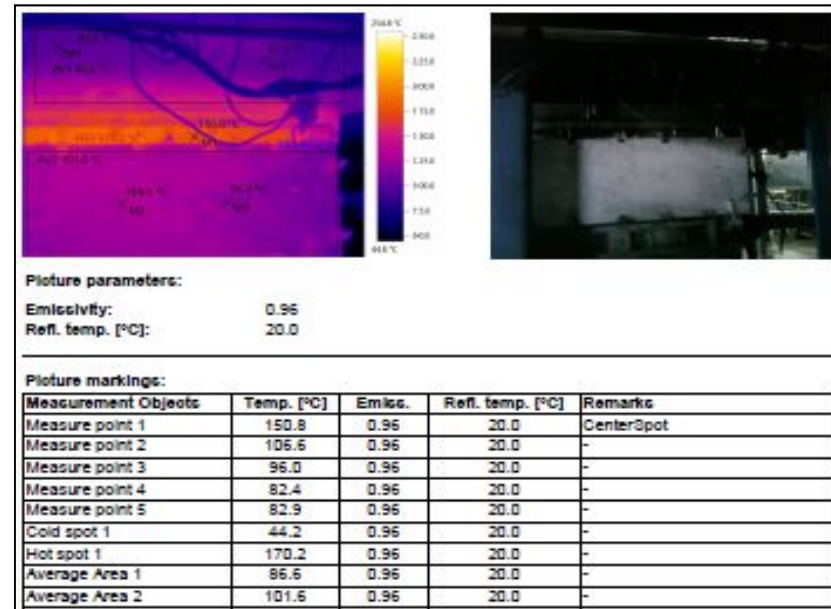 Picture parameters:
Emissivity: 0.96
Refl. temp. [°C]: 20.0
Picture markings:
Measurement Objects Temp. [°C] Emiss. Refl. temp. [°C] Remarks
Measure point 1 150.8 0.96 20.0 CenterSpot
Measure point 2 106.6 0.96 20.0 -
Measure point 3 96.0 0.96 20.0 -
Measure point 4 82.4 0.96 20.0 -
Measure point 5 82.9 0.96 20.0 -
Cold spot 1 44.2 0.96 20.0 -
Hot spot 1 170.2 0.96 20.0 -
Average Area 1 86.6 0.96 20.0 -
Average Area 2 101.6 0.96 20.0 -